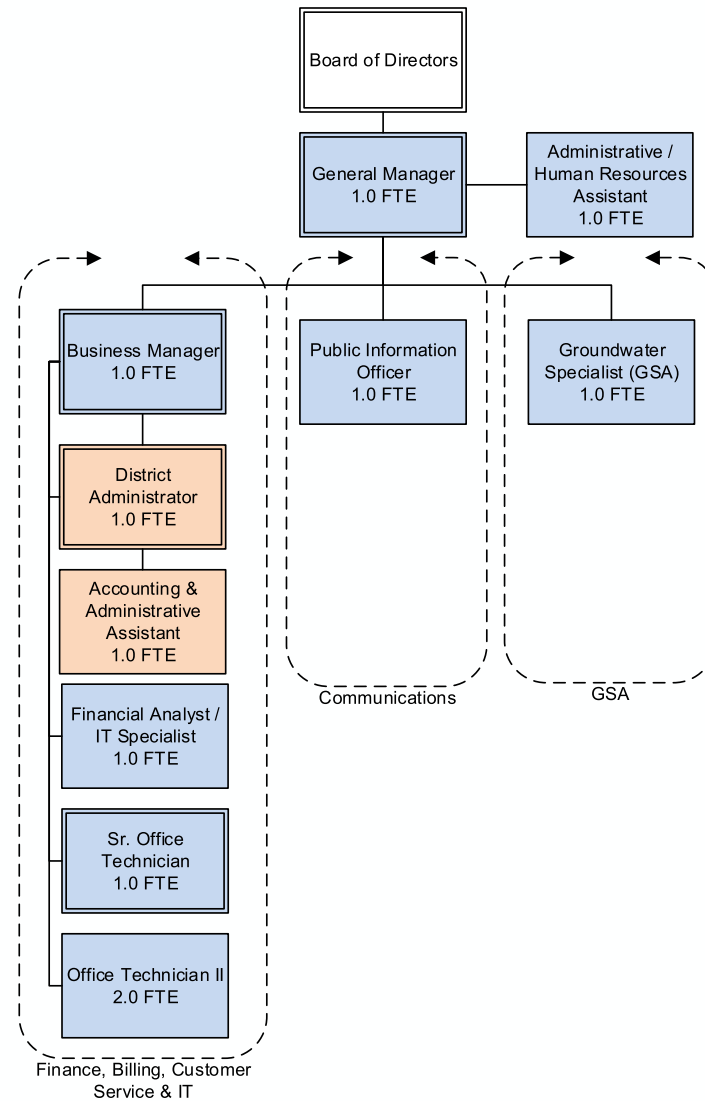 Board of Directors
General Manager
1.0 FTE
Administrative /
Human Resources
Assistant
1.0 FTE
Business Manager
1.0 FTE
Public Information
Officer
1.0 FTE
Groundwater
Specialist (GSA)
1.0 FTE
District
Administrator
1.0 FTE
Accounting &
Administrative
Assistant
1.0 FTE
Financial Analyst /
IT Specialist
1.0 FTE
Sr. Office
Technician
1.0 FTE
Office Technician II
2.0 FTE
Communications
GSA
Finance, Billing, Customer
Service & IT